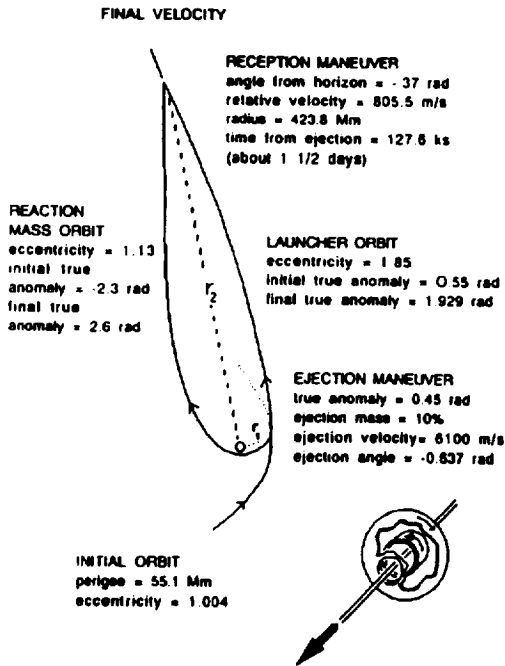 FINAL VELOCITY
RECEPTION MANEUVER
angle from horizon = - 37 rad
relative velocity = 805.5 m/s
radius = 423.8 Mm
time from ejection = 127.6 ks
(about 1 1/2 days)
REACTION
MASS ORBIT
eccentricity = 1.13
initial true
anomaly = -2.3 rad
final true
anomaly = 2.6 rad
LAUNCHER ORBIT
eccentricity = 1 85
initial true anomaly = 0.55 rad
final true anomaly = 1.929 rad
r2
r
EJECTION MANEUVER
true anomaly = 0.45 rad
ejection mass = 10%
ejection velocity= 6100 m/s
ejection angle = -0.637 rad
INITIAL ORBIT
perigee = 55.1 Mm
eccentricity = 1.004